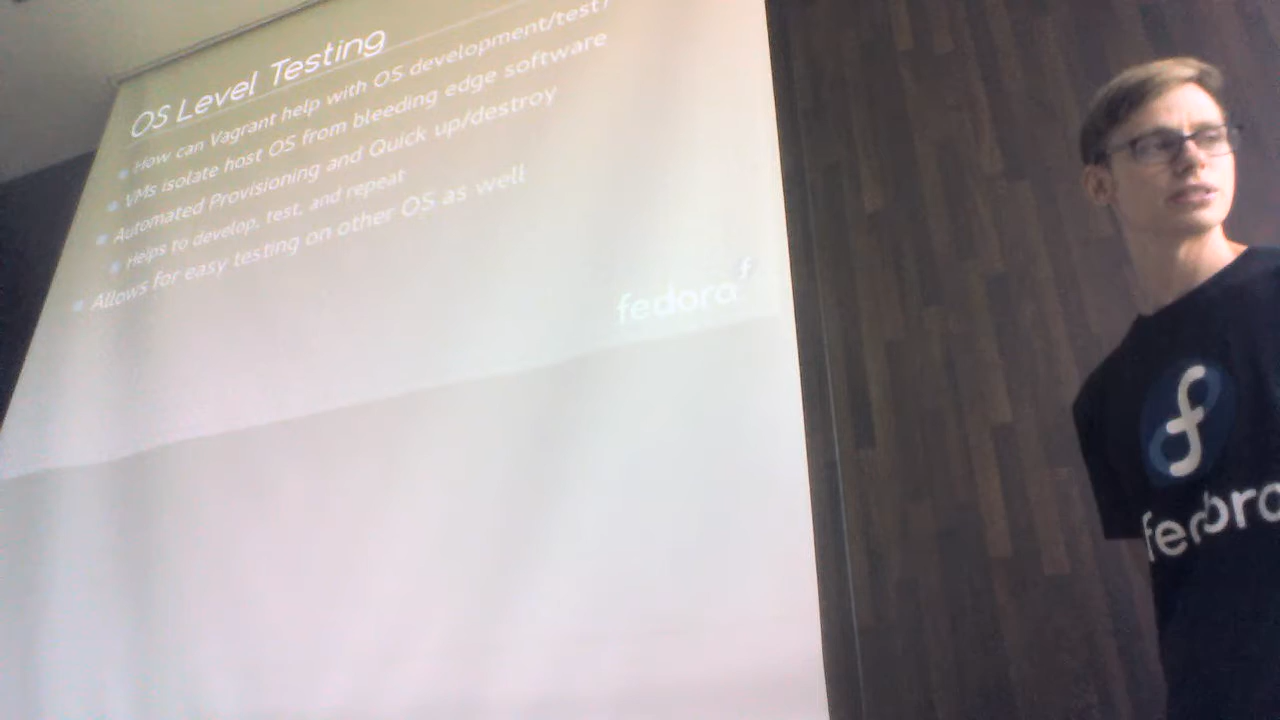 OS Level Testing
How can Vagrant help with OS development/test?
VMs isolate host OS from bleeding edge software
Automated Provisioning and Quick up/destroy
Helps to develop, test, and repeat
Allows for easy testing on other OS as well
fedora
fedora